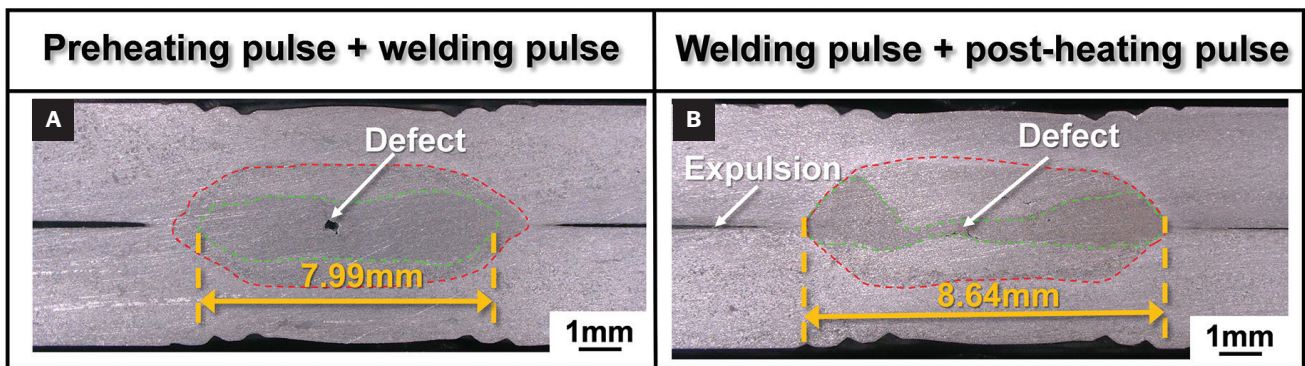 Preheating pulse + welding pulse
Welding pulse + post-heating pulse
A
Defect
7.99mm
1mm
B
Defect
Expulsion
8.64mm
1mm